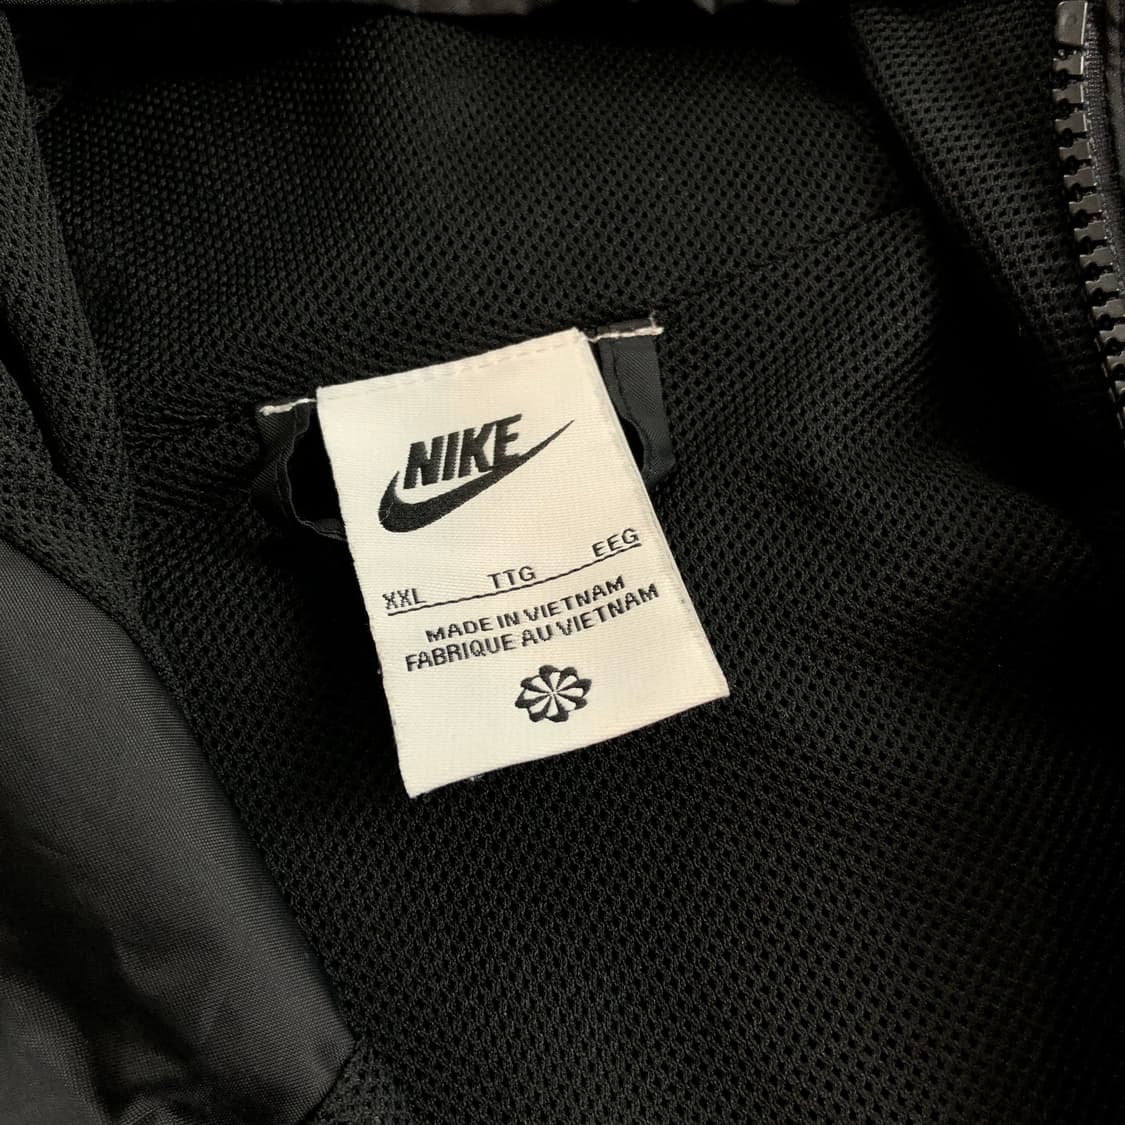 NIKE
XXL TTG EEG
MADE IN VIETNAM
FABRIQUE AU VIETNAM